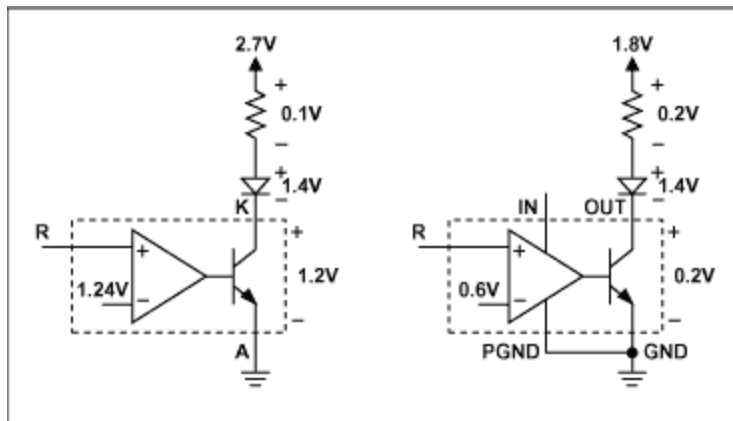 2.7V
+
0.1V
−
+
1.4V
−
K
R
+
1.24V
−
+
1.2V
−
A
1.8V
+
0.2V
−
+
1.4V
−
IN
OUT
R
+
0.6V
−
+
0.2V
−
PGND
GND